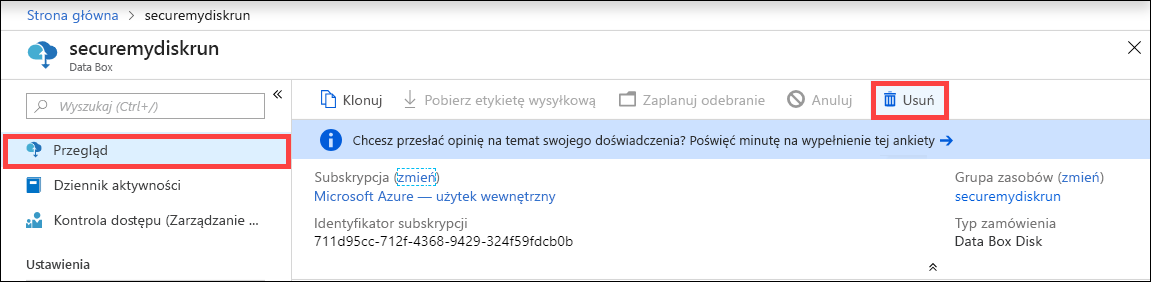 Strona główna > securemydiskrun
securemydiskrun
Data Box
Wyszukaj (Ctrl+/)
Klonuj Pobierz etykietę wysyłkową Zaplanuj odebranie Anuluj Usuń
Przegląd
Chcesz przesłać opinię na temat swojego doświadczenia? Poświęć minutę na wypełnienie tej ankiety →
Dziennik aktywności
Kontrola dostępu (Zarządzanie ...
Ustawienia
Subskrypcja (zmień)
Microsoft Azure — użytek wewnętrzny
Identyfikator subskrypcji
711d95cc-712f-4368-9429-324f59fdcb0b
Grupa zasobów (zmień)
securemydiskrun
Typ zamówienia
Data Box Disk